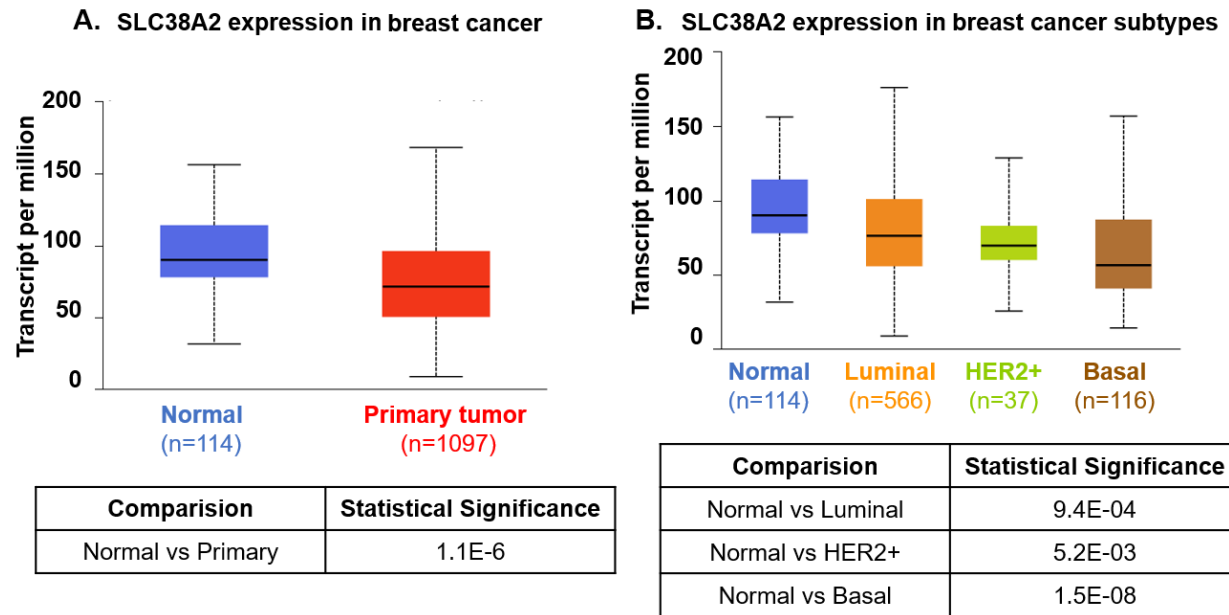 A. SLC38A2 expression in breast cancer
Transcript per million
200
150
100
50
0
Normal
(n=114)
Primary tumor
(n=1097)
Comparision Statistical Significance
Normal vs Primary 1.1E-6
B. SLC38A2 expression in breast cancer subtypes
Transcript per million
200
150
100
50
0
Normal Luminal HER2+ Basal
(n=114) (n=566) (n=37) (n=116)
Comparision Statistical Significance
Normal vs Luminal 9.4E-04
Normal vs HER2+ 5.2E-03
Normal vs Basal 1.5E-08